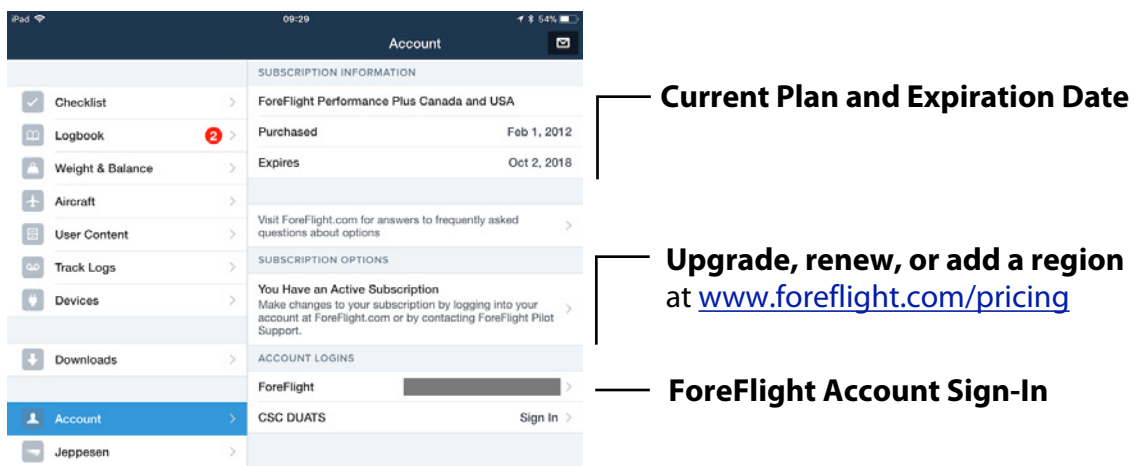 iPad 09:29 54%
Account
Checklist
Logbook 2
Weight & Balance
Aircraft
User Content
Track Logs
Devices
Downloads
Account
Jeppesen
SUBSCRIPTION INFORMATION
ForeFlight Performance Plus Canada and USA
Purchased Feb 1, 2012
Expires Oct 2, 2018
Visit ForeFlight.com for answers to frequently asked
questions about options
SUBSCRIPTION OPTIONS
You Have an Active Subscription
Make changes to your subscription by logging into your
account at ForeFlight.com or by contacting ForeFlight Pilot
Support.
ACCOUNT LOGINS
ForeFlight
CSC DUATS Sign In
Current Plan and Expiration Date
Upgrade, renew, or add a region
at www.foreflight.com/pricing
ForeFlight Account Sign-In